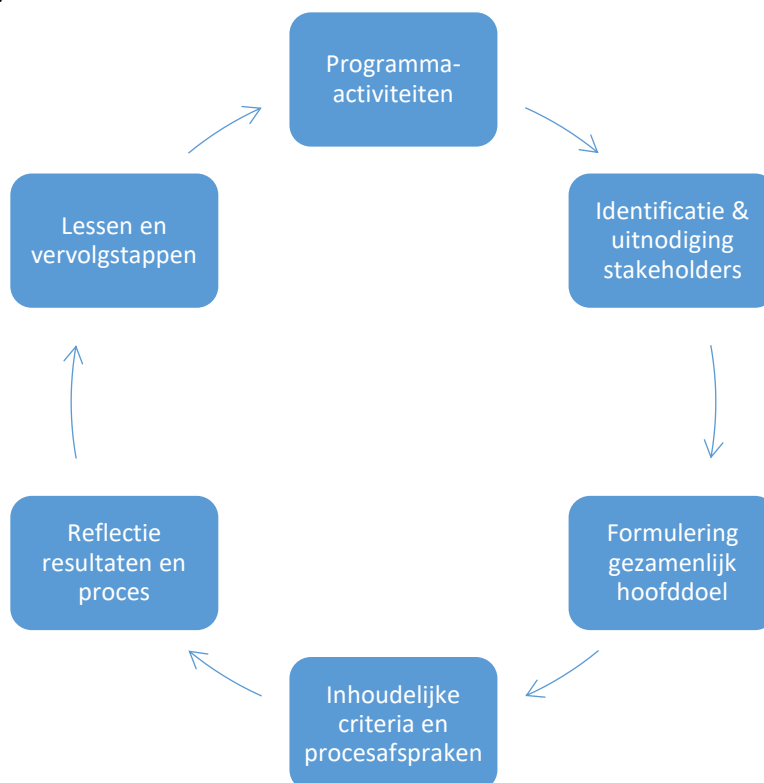 Programma-
activiteiten
Identificatie &
uitnodiging
stakeholders
Formulering
gezamenlijk
hoofddoel
Inhoudelijke
criteria en
procesafspraken
Reflectie
resultaten en
proces
Lessen en
vervolgstappen